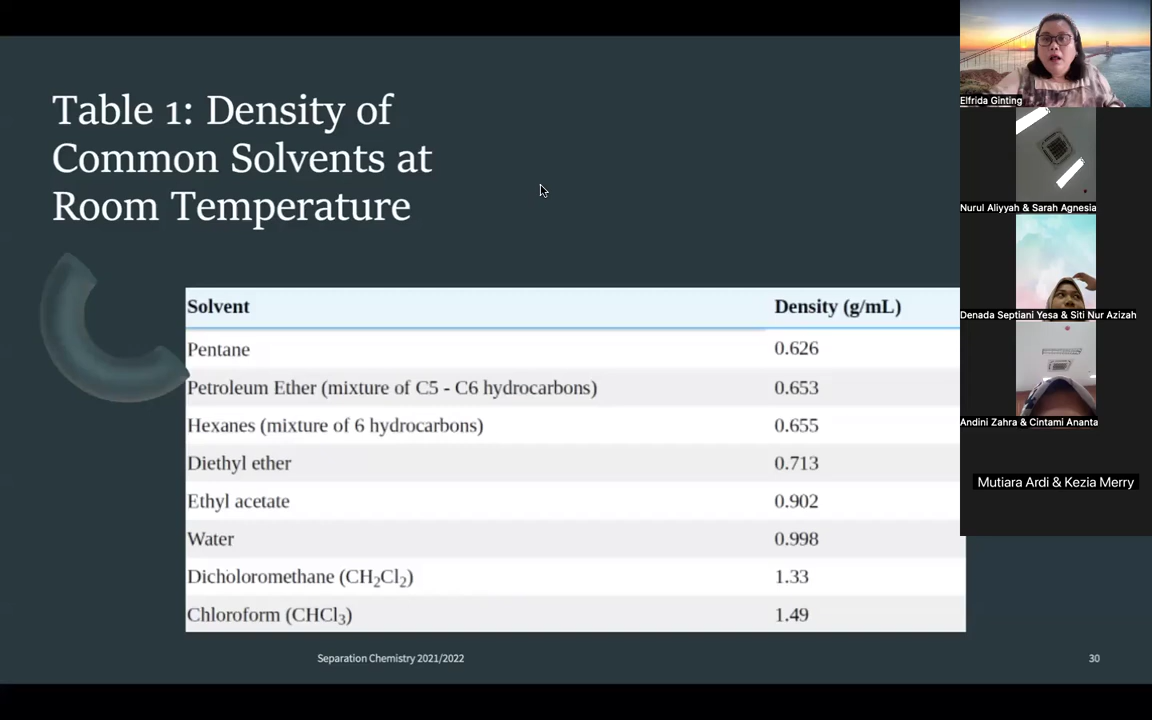 Table 1: Density of
Common Solvents at
Room Temperature
Solvent Density (g/mL)
Pentane 0.626
Petroleum Ether (mixture of C5 - C6 hydrocarbons) 0.653
Hexanes (mixture of 6 hydrocarbons) 0.655
Diethyl ether 0.713
Ethyl acetate 0.902
Water 0.998
Dicholoromethane (CH₂Cl₂) 1.33
Chloroform (CHCl₃) 1.49
Separation Chemistry 2021/2022 30
Elfrida Ginting
Nurul Aliyyah & Sarah Agnesia
Denada Septiani Yesa & Siti Nur Azizah
Andini Zahra & Cintami Ananta
Mutiara Ardi & Kezia Merry